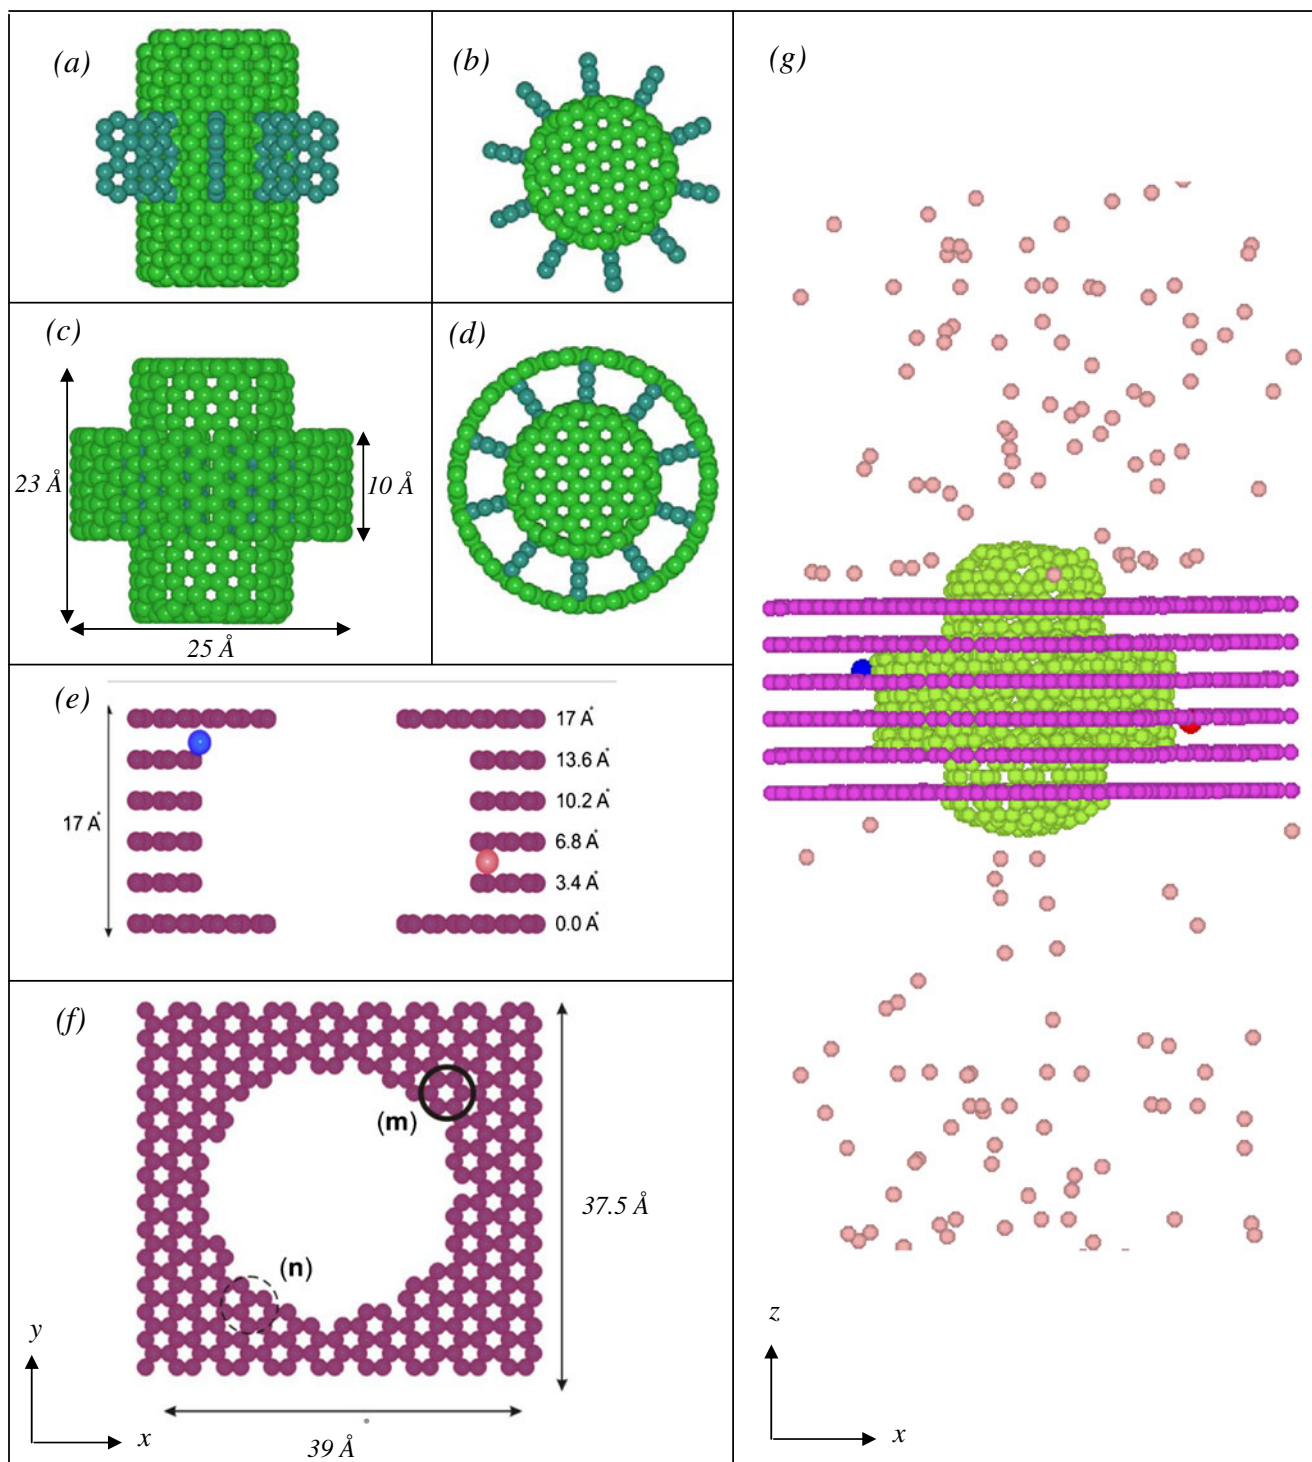 (a)
(b)
(c)
23 Å
10 Å
25 Å
(d)
(e)
17 A°
17 A°
13.6 A°
10.2 A°
6.8 A°
3.4 A°
0.0 A°
(f)
(m)
(n)
37.5 Å
39 Å
y
x
(g)
z
x